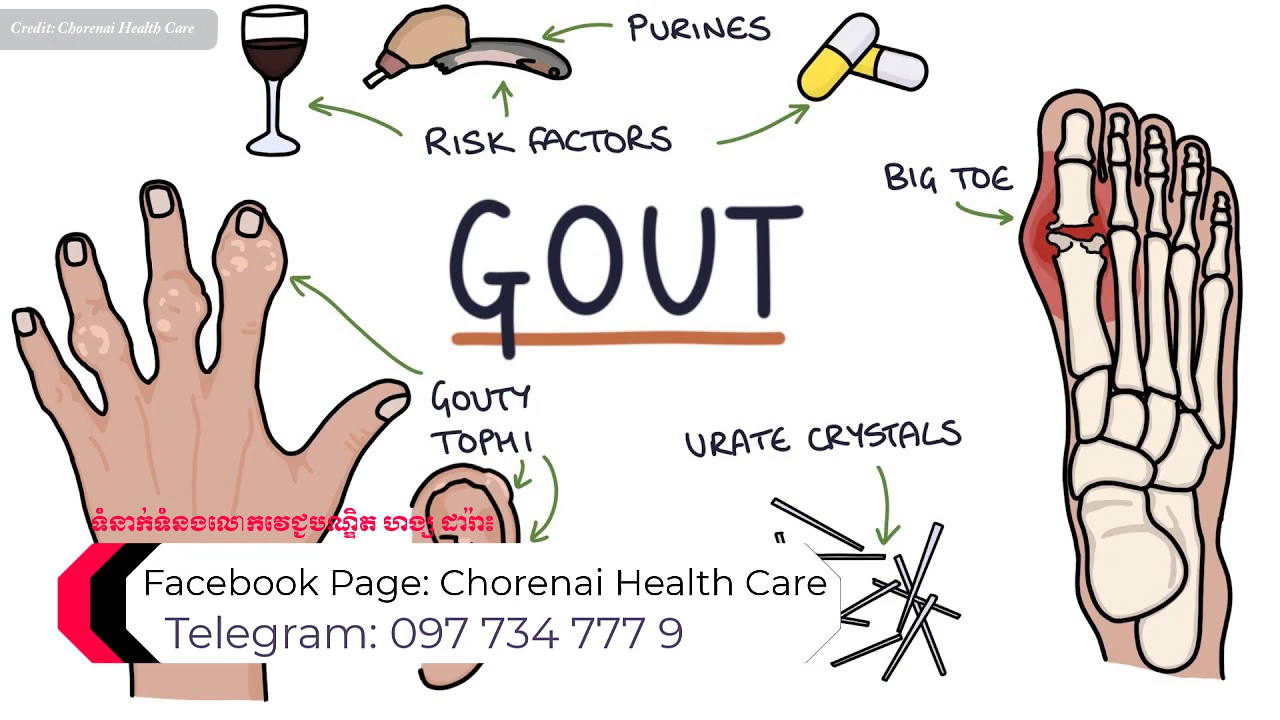 Credit: Chorenai Health Care
PURINES
RISK FACTORS
BIG TOE
GOUT
GOUTY
TOPHI
URATE CRYSTALS
ទំនាក់ទំនងលោកវេជ្ជបណ្ឌិត ហង្ស ដារ៉ាះ
Facebook Page: Chorenai Health Care
Telegram: 097 734 777 9